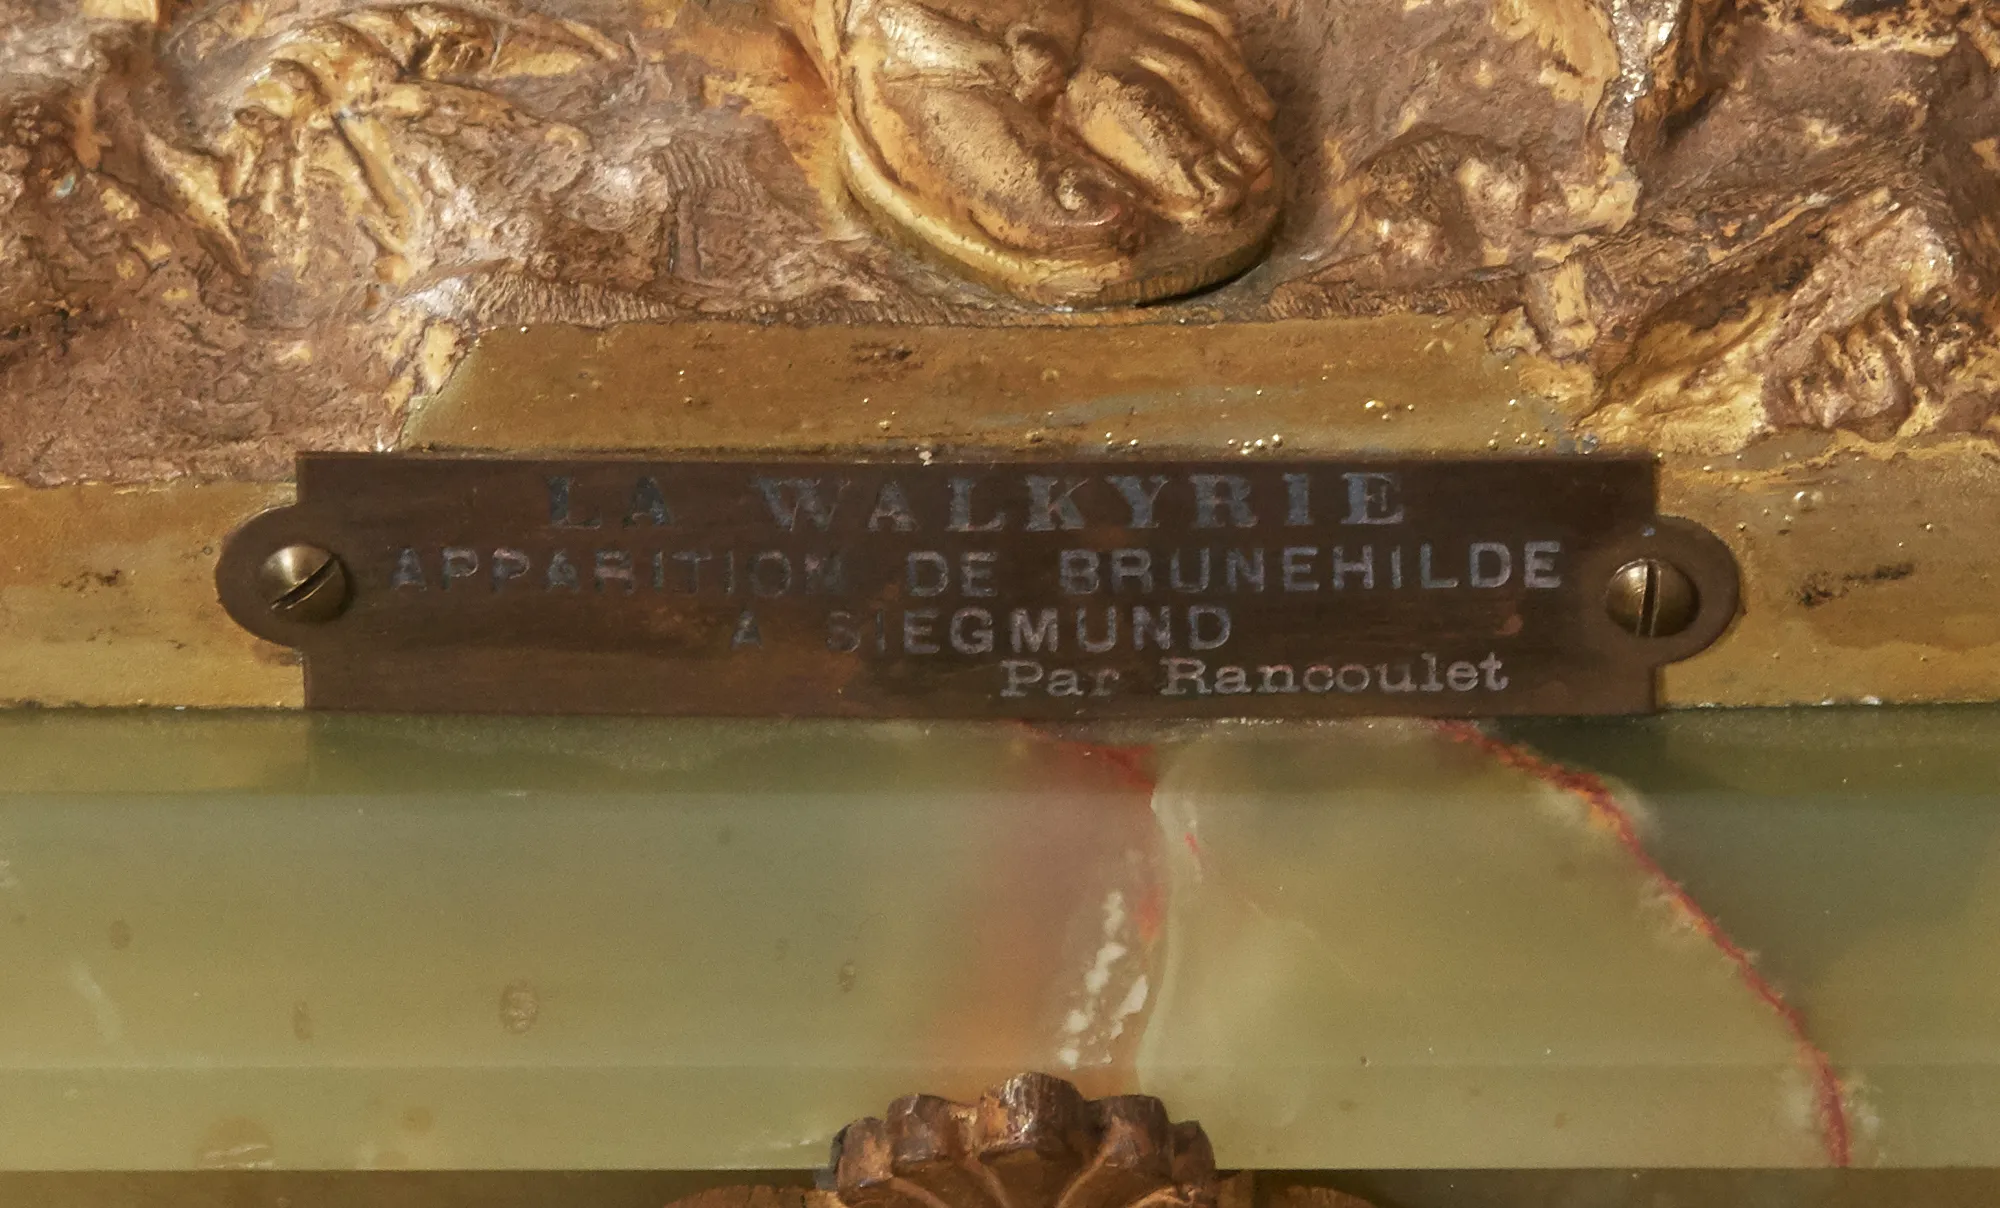 LA WALKYRIE
APPARITION DE BRUNEHILDE
A SIEGMUND
Par Rancoulet